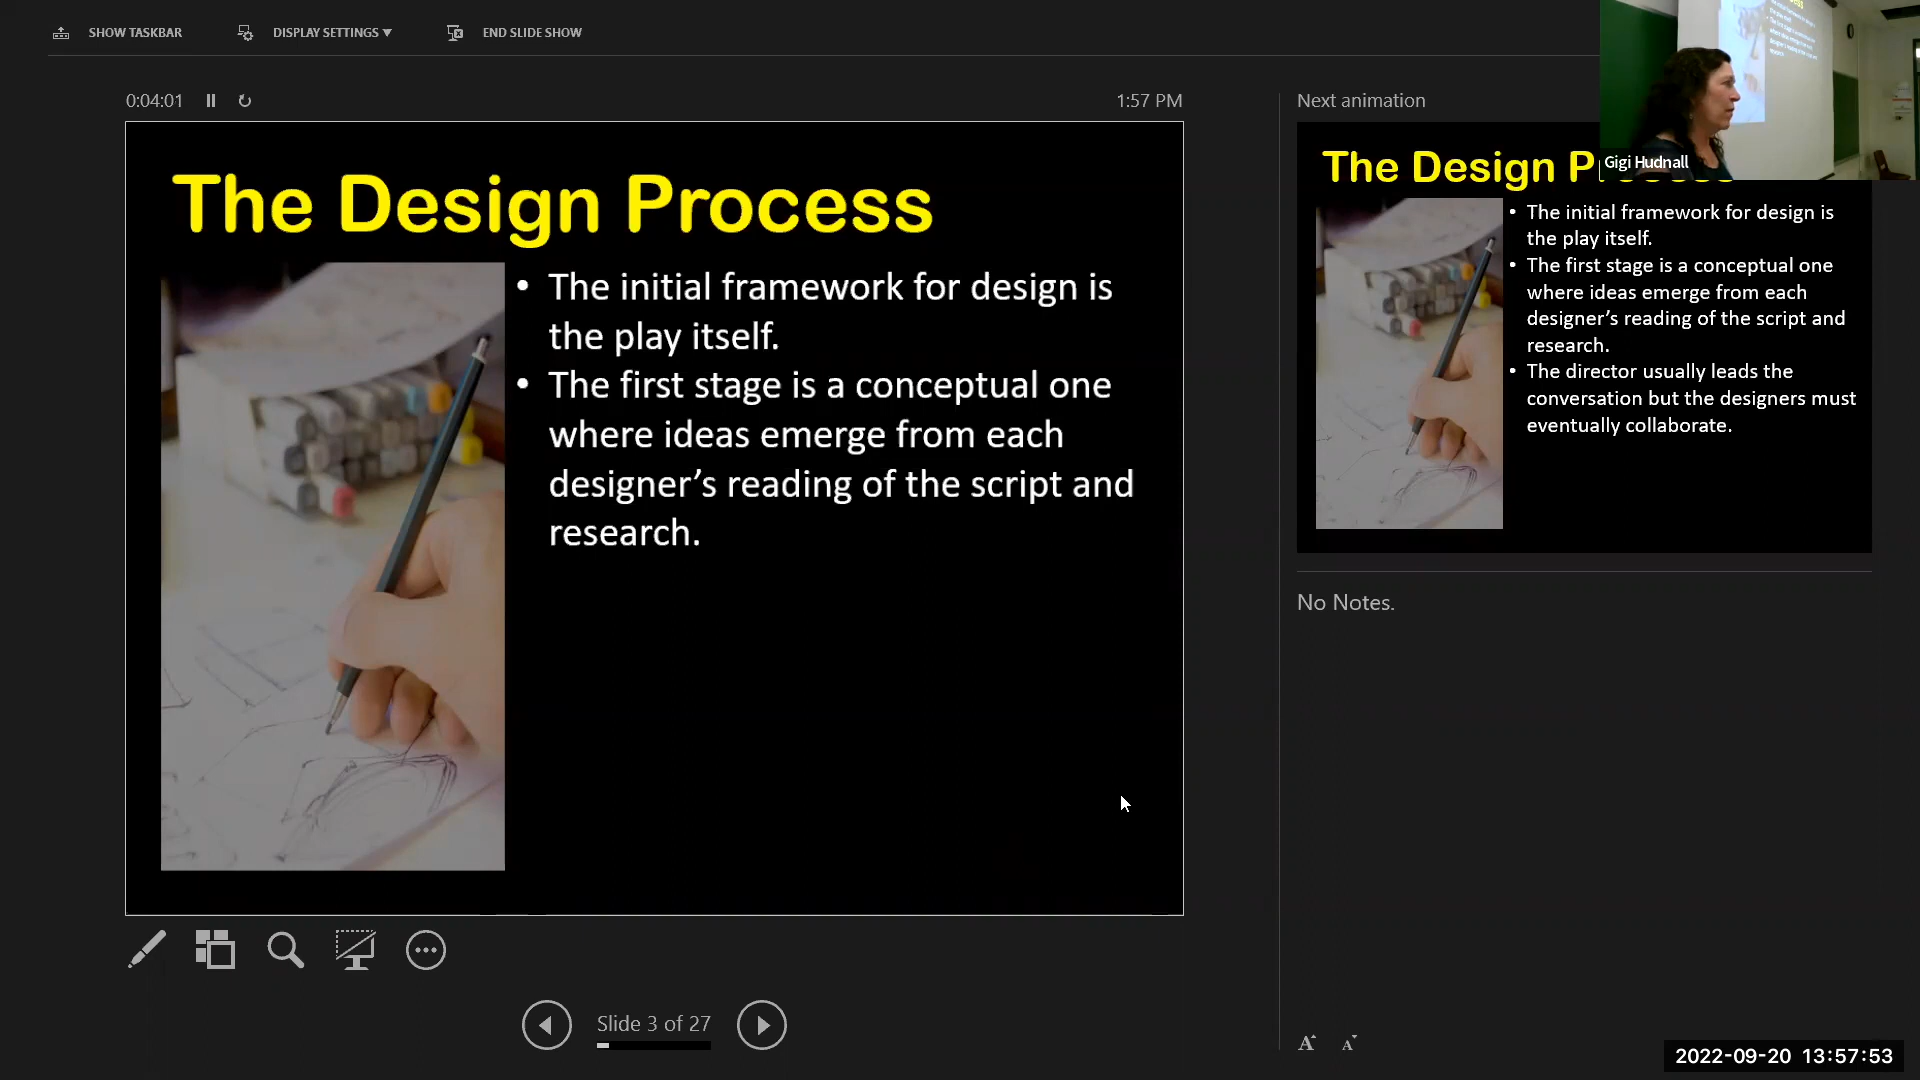 SHOW TASKBAR
DISPLAY SETTINGS ▼
END SLIDE SHOW
0:04:01
1:57 PM
The Design Process
• The initial framework for design is
the play itself.
• The first stage is a conceptual one
where ideas emerge from each
designer’s reading of the script and
research.
Slide 3 of 27
Next animation
Gigi Hudnall
The Design
• The initial framework for design is
the play itself.
• The first stage is a conceptual one
where ideas emerge from each
designer’s reading of the script and
research.
• The director usually leads the
conversation but the designers must
eventually collaborate.
No Notes.
A A
2022-09-20 13:57:53